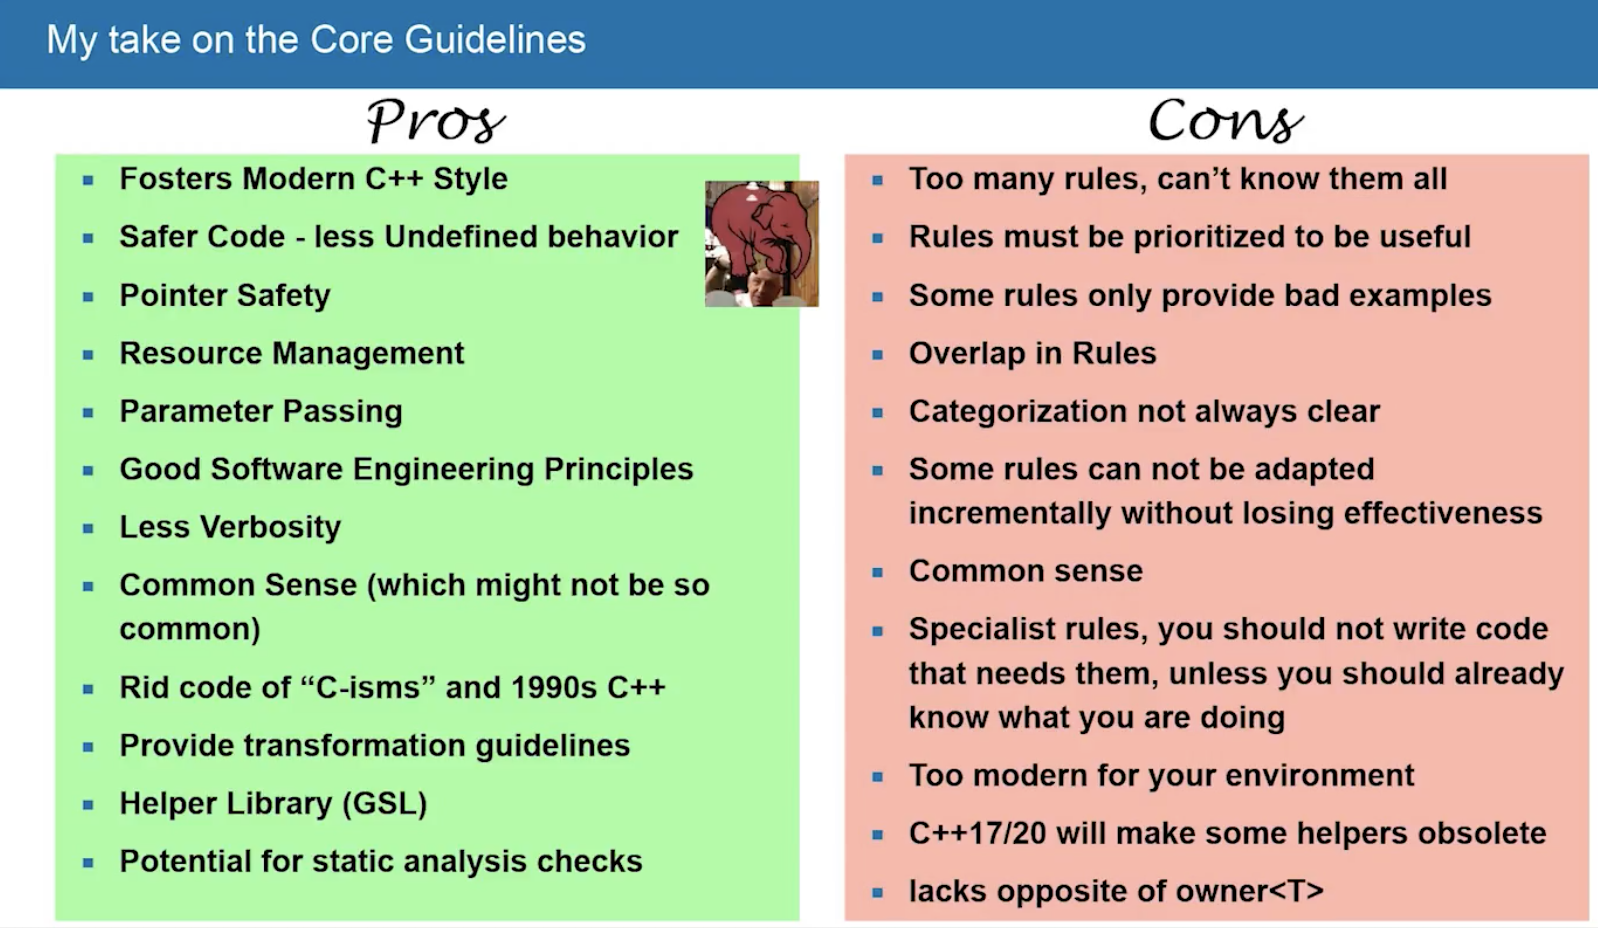 My take on the Core Guidelines
Pros
Fosters Modern C++ Style
Safer Code - less Undefined behavior
Pointer Safety
Resource Management
Parameter Passing
Good Software Engineering Principles
Less Verbosity
Common Sense (which might not be so
common)
Rid code of “C-isms” and 1990s C++
Provide transformation guidelines
Helper Library (GSL)
Potential for static analysis checks
Cons
Too many rules, can’t know them all
Rules must be prioritized to be useful
Some rules only provide bad examples
Overlap in Rules
Categorization not always clear
Some rules can not be adapted
incrementally without losing effectiveness
Common sense
Specialist rules, you should not write code
that needs them, unless you should already
know what you are doing
Too modern for your environment
C++17/20 will make some helpers obsolete
lacks opposite of owner<T>